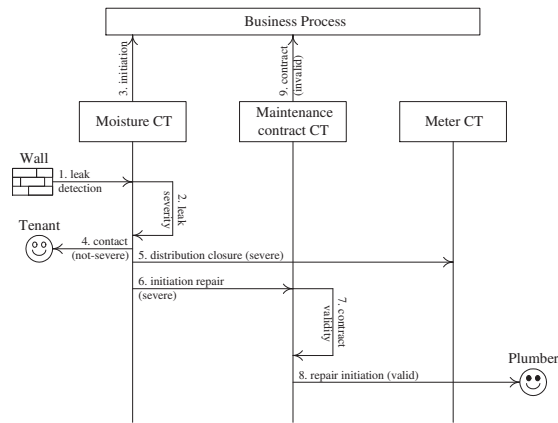 Business Process
3. initiation
9. contract
(invalid)
Moisture CT
Maintenance
contract CT
Meter CT
Wall
1. leak
detection
2. leak
severity
Tenant
4. contact
(not-severe)
5. distribution closure (severe)
6. initiation repair
(severe)
7. contract
validity
Plumber
8. repair initiation (valid)